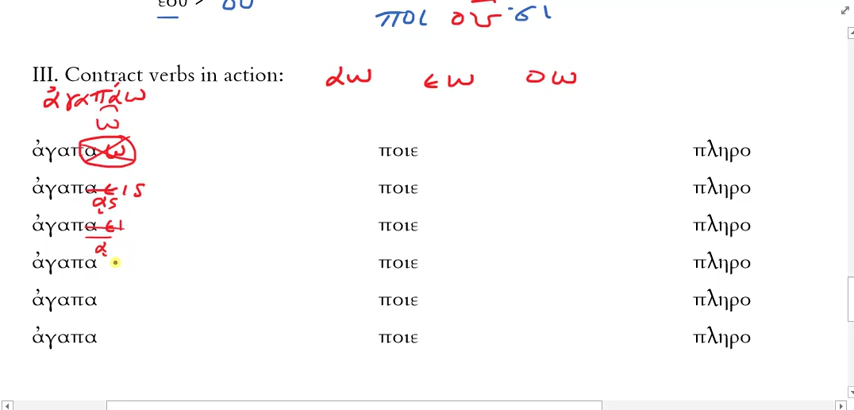 εου > ου
ποι ου σι
III. Contract verbs in action: αω εω οω
ἀγαπάω
ω
ἀγαπα ω ποιε πληρο
ἀγαπα ε ις ποιε πληρο
ᾳς
ἀγαπα ει ποιε πληρο
ᾳ
ἀγαπα ποιε πληρο
ἀγαπα ποιε πληρο
ἀγαπα ποιε πληρο